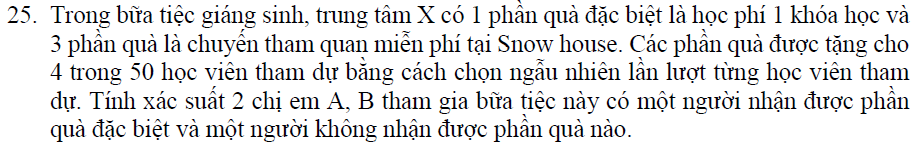 25. Trong bữa tiệc giáng sinh, trung tâm X có 1 phần quà đặc biệt là học phí 1 khóa học và
3 phần quà là chuyến tham quan miễn phí tại Snow house. Các phần quà được tặng cho
4 trong 50 học viên tham dự bằng cách chọn ngẫu nhiên lần lượt từng học viên tham
dự. Tính xác suất 2 chị em A, B tham gia bữa tiệc này có một người nhận được phần
quà đặc biệt và một người không nhận được phần quà nào.